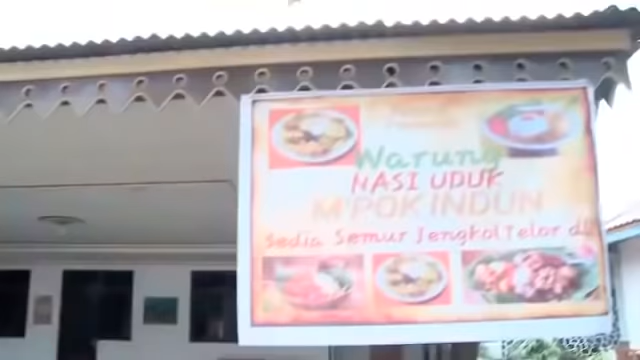 Warung
NASI UDUK
M'POK INDUN
Sedia Semur Jengkol Telor dll